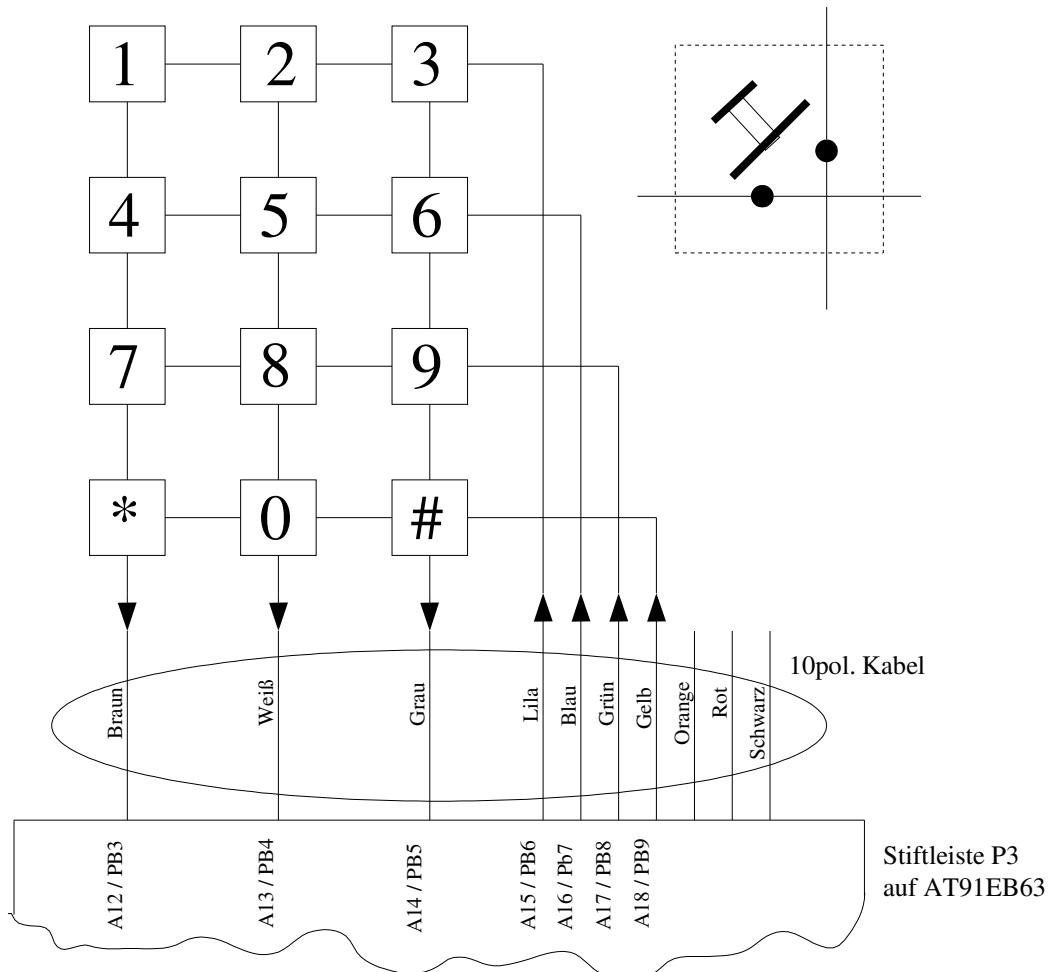 1 2 3
4 5 6
7 8 9
* 0 #
10pol. Kabel
Braun
Weiß
Grau
Lila
Blau
Grün
Gelb
Orange
Rot
Schwarz
A12 / PB3
A13 / PB4
A14 / PB5
A15 / PB6
A16 / Pb7
A17 / PB8
A18 / PB9
Stiftleiste P3
auf AT91EB63